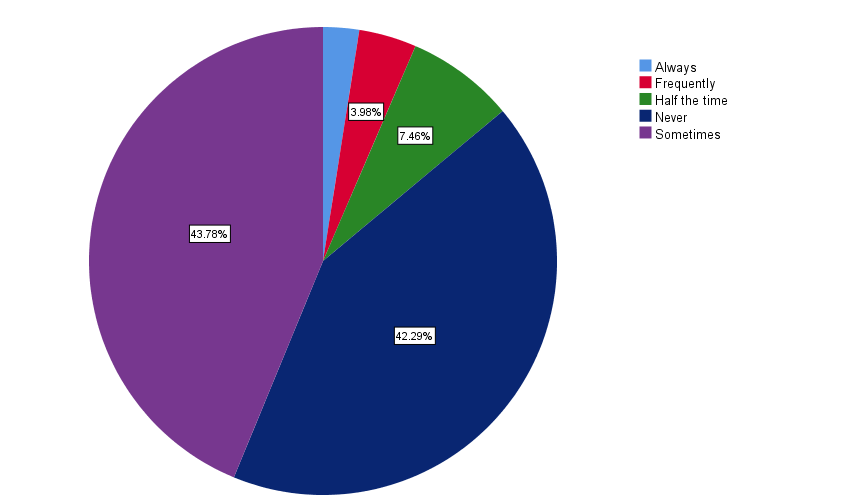 Always
Frequently
Half the time
Never
Sometimes
3.98%
7.46%
43.78%
42.29%